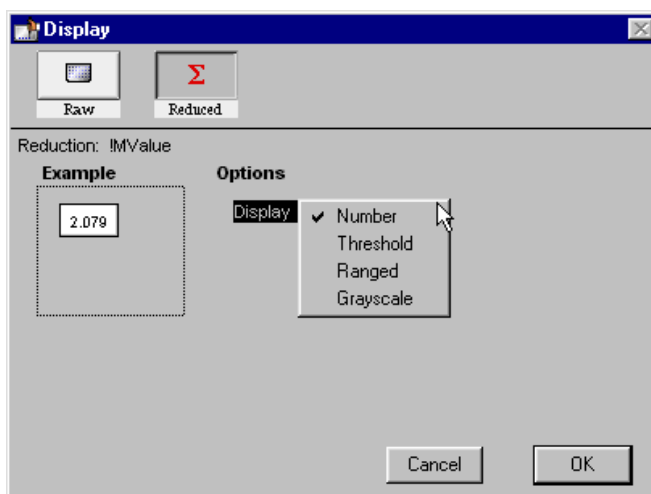 Display
Raw
Σ
Reduced
Reduction: !MValue
Example
Options
2.079
Display
✓ Number
Threshold
Ranged
Grayscale
Cancel
OK